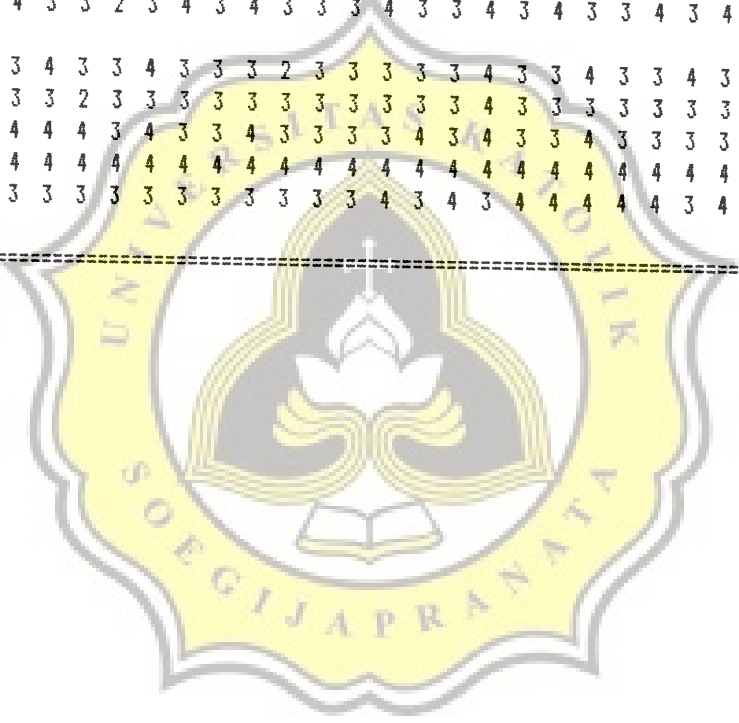 4 3 3 2 3 4 3 4 3 3 3 4 3 3 4 3 4 3 3 4 3 4
3 4 3 3 4 3 3 3 2 3 3 3 3 3 4 3 3 4 3 3 4 3
3 3 2 3 3 3 3 3 3 3 3 3 3 3 4 3 3 3 3 3 3 3
4 4 4 3 4 3 3 4 3 3 3 3 4 3 4 3 3 4 3 3 3 3
4 4 4 4 4 4 4 4 4 4 4 4 4 4 4 4 4 4 4 4 4 4
3 3 3 3 3 3 3 3 3 3 3 4 3 4 3 4 4 4 4 4 3 4
UNIVERSITAS KATOLIK
SOEGIJAPRANATA